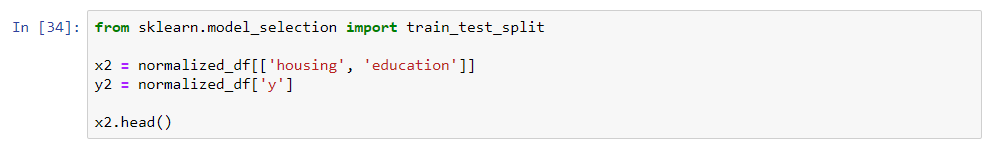 In [34]: from sklearn.model_selection import train_test_split
x2 = normalized_df[['housing', 'education']]
y2 = normalized_df['y']
x2.head()